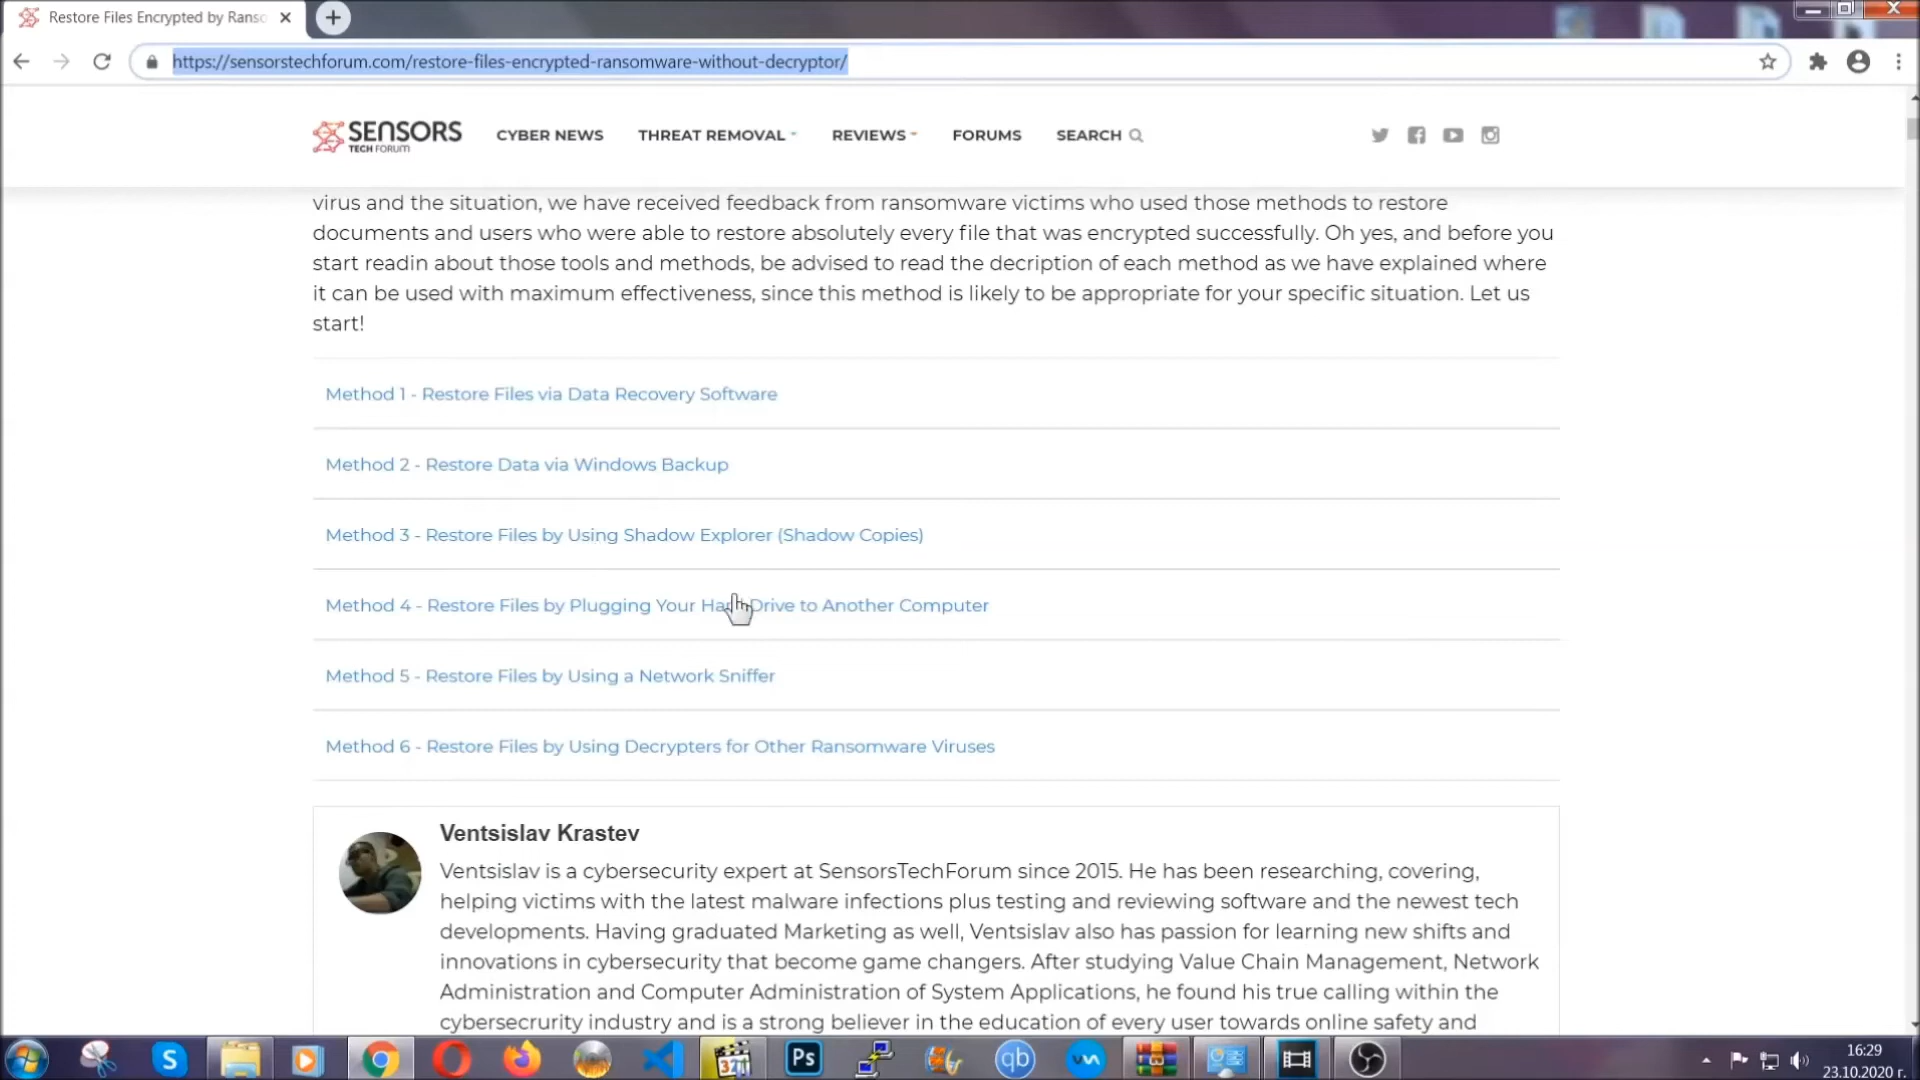 Restore Files Encrypted by Ranso
https://sensorstechforum.com/restore-files-encrypted-ransomware-without-decryptor/
SENSORS
TECH FORUM
CYBER NEWS
THREAT REMOVAL
REVIEWS
FORUMS
SEARCH
virus and the situation, we have received feedback from ransomware victims who used those methods to restore
documents and users who were able to restore absolutely every file that was encrypted successfully. Oh yes, and before you
start readin about those tools and methods, be advised to read the decription of each method as we have explained where
it can be used with maximum effectiveness, since this method is likely to be appropriate for your specific situation. Let us
start!
Method 1 - Restore Files via Data Recovery Software
Method 2 - Restore Data via Windows Backup
Method 3 - Restore Files by Using Shadow Explorer (Shadow Copies)
Method 4 - Restore Files by Plugging Your Hard Drive to Another Computer
Method 5 - Restore Files by Using a Network Sniffer
Method 6 - Restore Files by Using Decrypters for Other Ransomware Viruses
Ventsislav Krastev
Ventsislav is a cybersecurity expert at SensorsTechForum since 2015. He has been researching, covering,
helping victims with the latest malware infections plus testing and reviewing software and the newest tech
developments. Having graduated Marketing as well, Ventsislav also has passion for learning new shifts and
innovations in cybersecurity that become game changers. After studying Value Chain Management, Network
Administration and Computer Administration of System Applications, he found his true calling within the
cybersecrurity industry and is a strong believer in the education of every user towards online safety and
S
321
Ps
qb
16:29
23.10.2020 г.